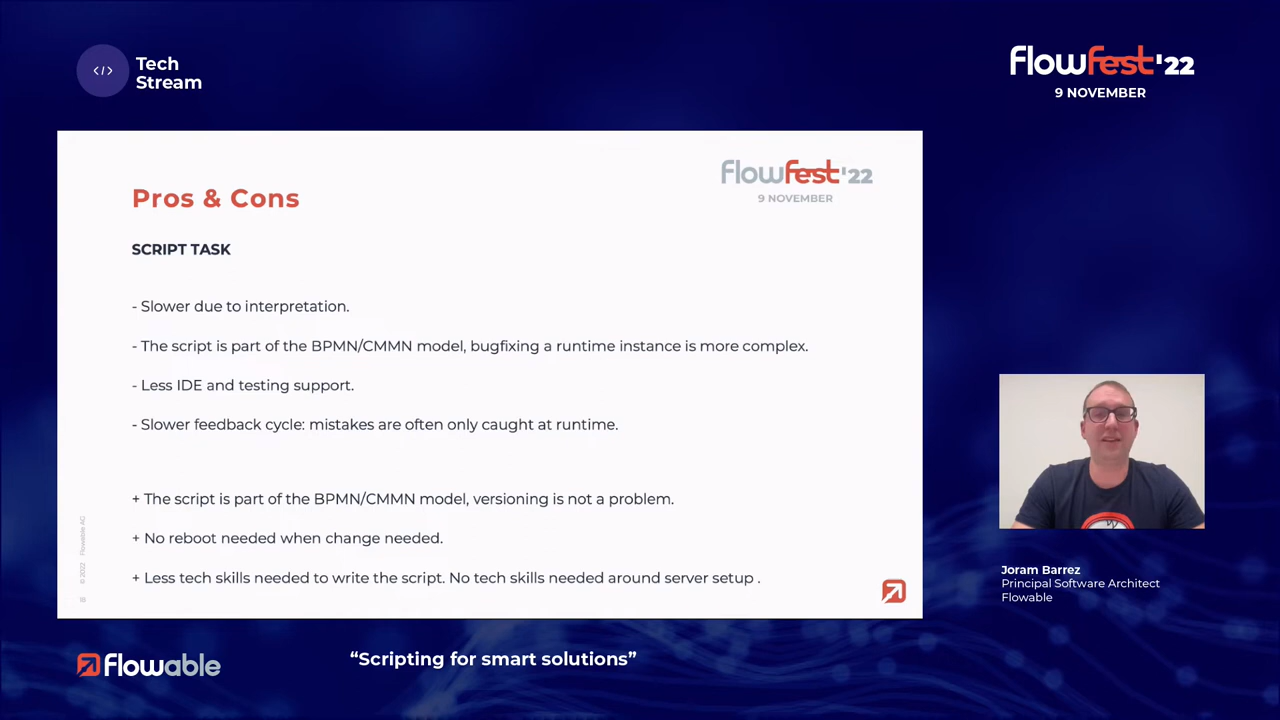 Tech
Stream
flowfest'22
9 NOVEMBER
flowfest'22
9 NOVEMBER
Pros & Cons
SCRIPT TASK
- Slower due to interpretation.
- The script is part of the BPMN/CMMN model, bugfixing a runtime instance is more complex.
- Less IDE and testing support.
- Slower feedback cycle: mistakes are often only caught at runtime.
+ The script is part of the BPMN/CMMN model, versioning is not a problem.
+ No reboot needed when change needed.
+ Less tech skills needed to write the script. No tech skills needed around server setup .
© 2022 Flowable AG
Joram Barrez
Principal Software Architect
Flowable
flowable
“Scripting for smart solutions”